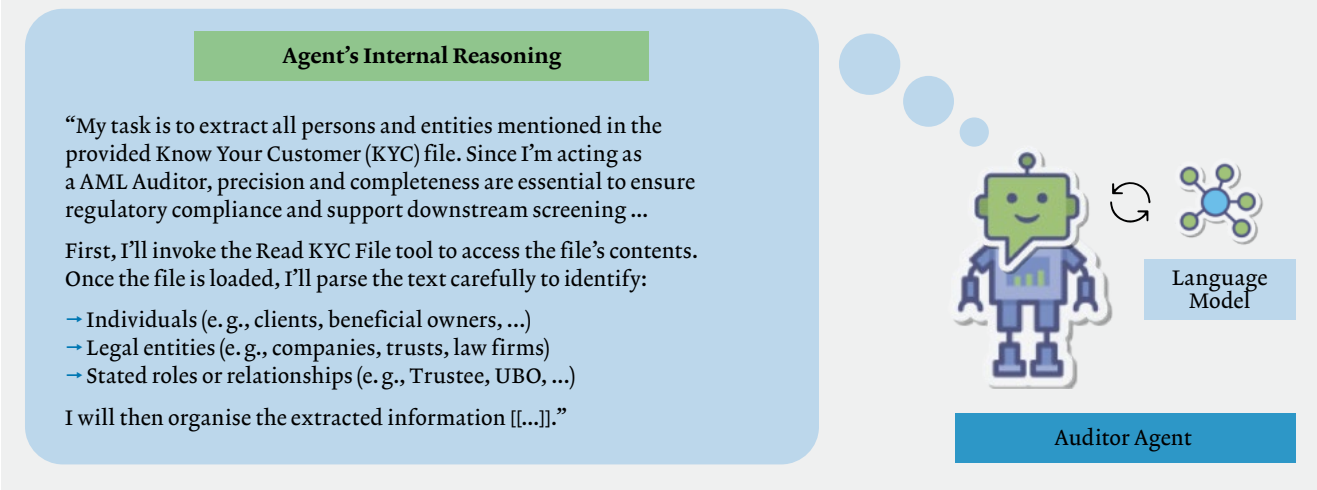 Agent’s Internal Reasoning
“My task is to extract all persons and entities mentioned in the
provided Know Your Customer (KYC) file. Since I’m acting as
a AML Auditor, precision and completeness are essential to ensure
regulatory compliance and support downstream screening ...
First, I’ll invoke the Read KYC File tool to access the file’s contents.
Once the file is loaded, I’ll parse the text carefully to identify:
→ Individuals (e. g., clients, beneficial owners, ...)
→ Legal entities (e. g., companies, trusts, law firms)
→ Stated roles or relationships (e. g., Trustee, UBO, ...)
I will then organise the extracted information [[...]].”
Language
Model
Auditor Agent